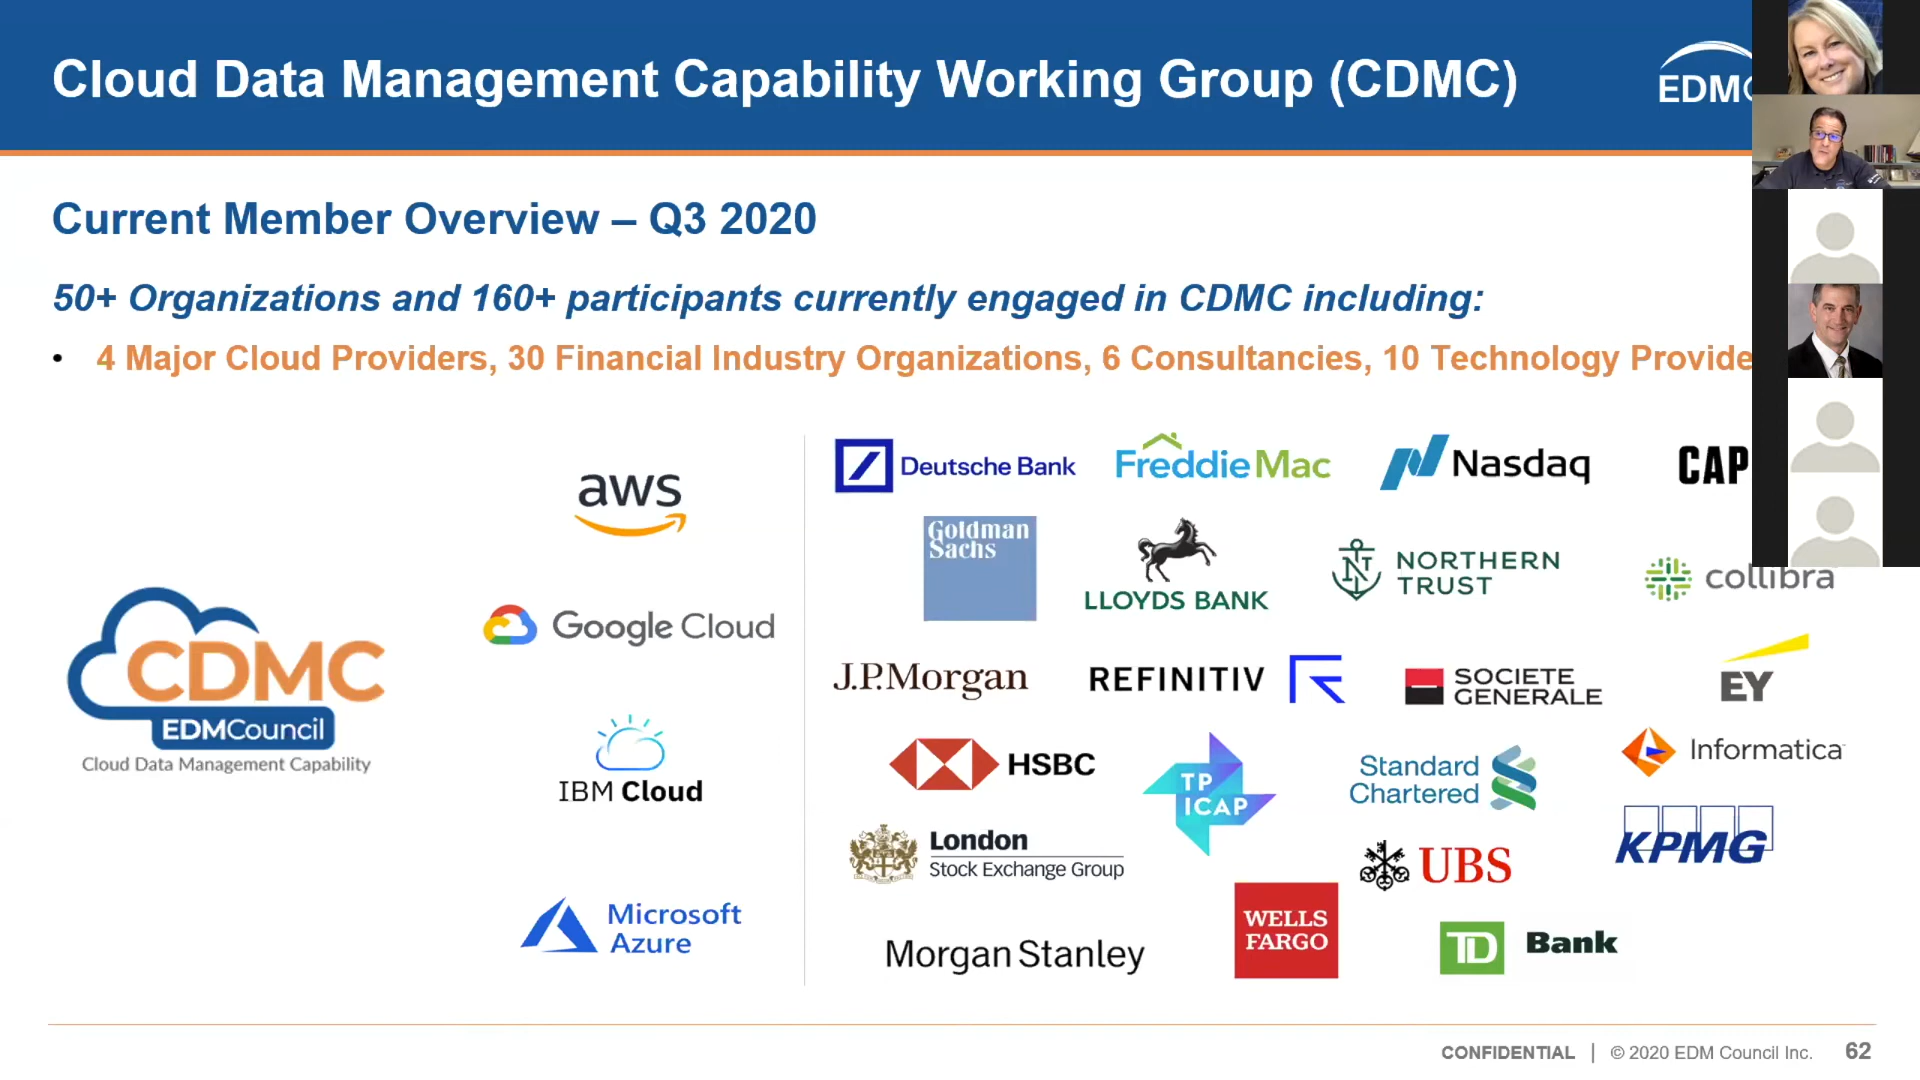 Cloud Data Management Capability Working Group (CDMC)
EDM
Current Member Overview – Q3 2020
50+ Organizations and 160+ participants currently engaged in CDMC including:
• 4 Major Cloud Providers, 30 Financial Industry Organizations, 6 Consultancies, 10 Technology Provide
CDMC
EDMCouncil
Cloud Data Management Capability
aws
Google Cloud
IBM Cloud
Microsoft
Azure
Deutsche Bank
Freddie Mac
Nasdaq
CAP
Goldman
Sachs
LLOYDS BANK
NORTHERN
TRUST
collibra
J.P.Morgan
REFINITIV
SOCIETE
GENERALE
EY
HSBC
TP
ICAP
Standard
Chartered
Informatica
London
Stock Exchange Group
UBS
KPMG
Morgan Stanley
WELLS
FARGO
TD Bank
CONFIDENTIAL | © 2020 EDM Council Inc. 62